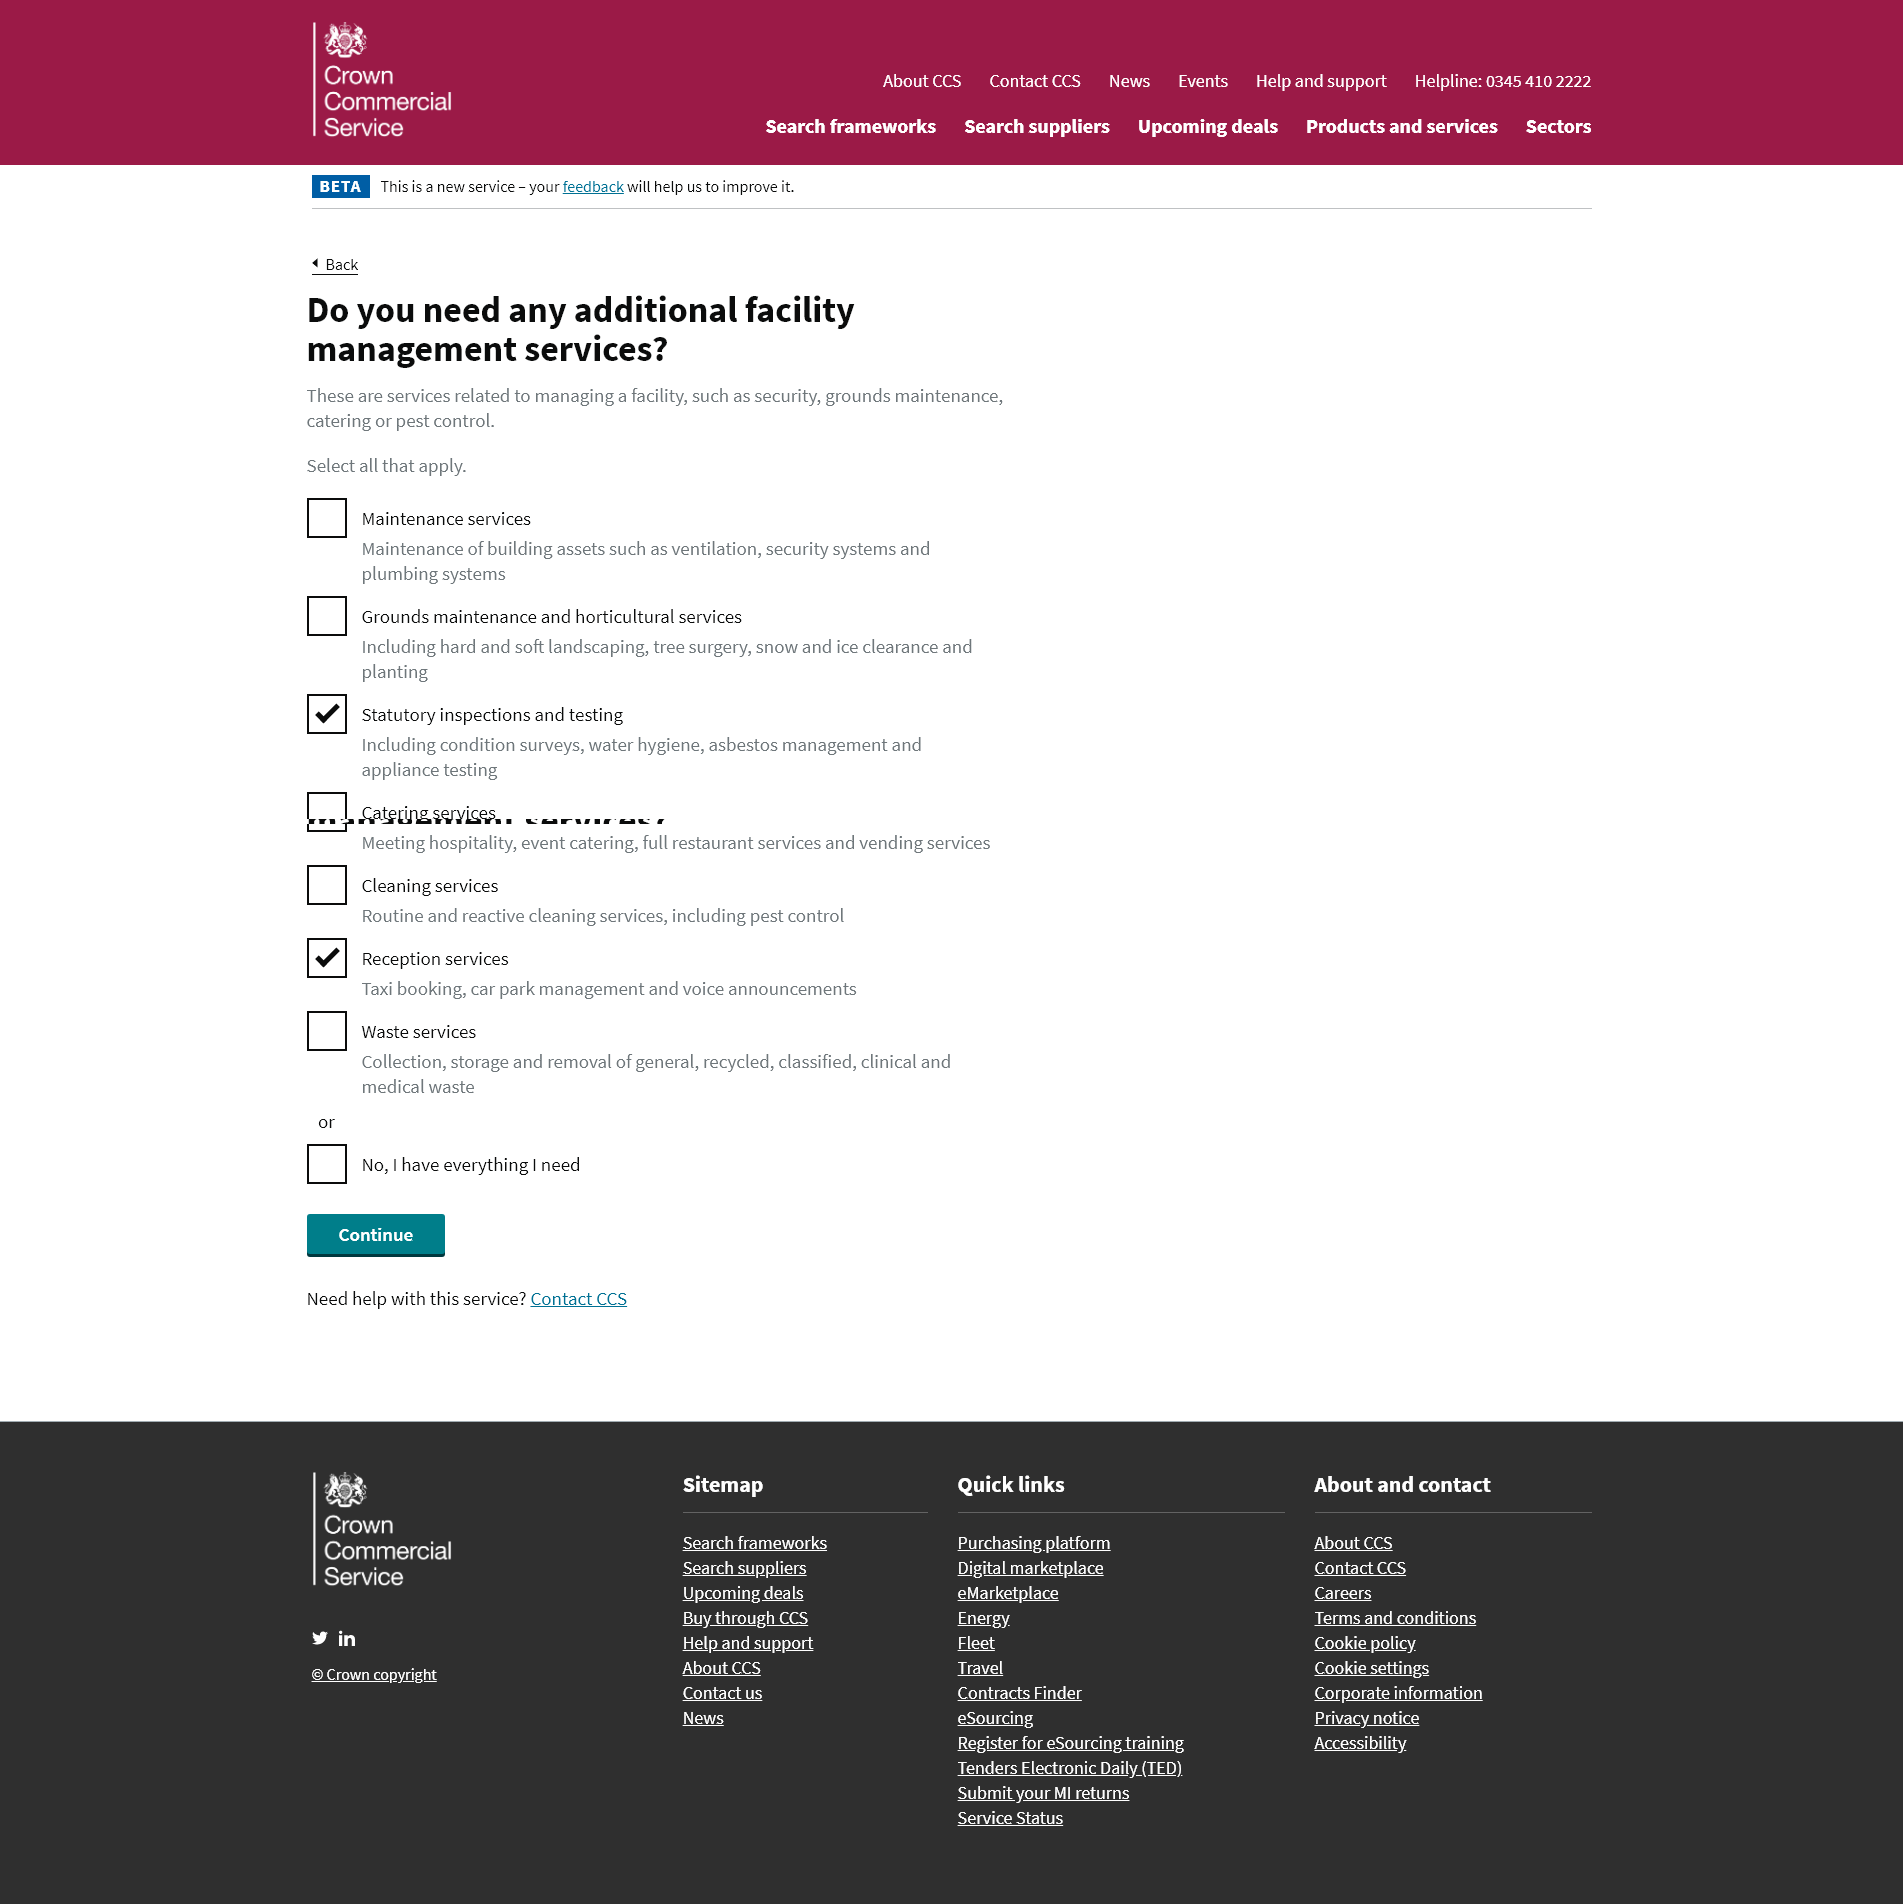 Crown
Commercial
Service
About CCS Contact CCS News Events Help and support Helpline: 0345 410 2222
Search frameworks Search suppliers Upcoming deals Products and services Sectors
BETA This is a new service – your feedback will help us to improve it.
Back
Do you need any additional facility
management services?
These are services related to managing a facility, such as security, grounds maintenance,
catering or pest control.
Select all that apply.
Maintenance services
Maintenance of building assets such as ventilation, security systems and
plumbing systems
Grounds maintenance and horticultural services
Including hard and soft landscaping, tree surgery, snow and ice clearance and
planting
Statutory inspections and testing
Including condition surveys, water hygiene, asbestos management and
appliance testing
Catering services
management services?
Meeting hospitality, event catering, full restaurant services and vending services
Cleaning services
Routine and reactive cleaning services, including pest control
Reception services
Taxi booking, car park management and voice announcements
Waste services
Collection, storage and removal of general, recycled, classified, clinical and
medical waste
or
No, I have everything I need
Continue
Need help with this service? Contact CCS
Crown
Commercial
Service
© Crown copyright
Sitemap
Search frameworks
Search suppliers
Upcoming deals
Buy through CCS
Help and support
About CCS
Contact us
News
Quick links
Purchasing platform
Digital marketplace
eMarketplace
Energy
Fleet
Travel
Contracts Finder
eSourcing
Register for eSourcing training
Tenders Electronic Daily (TED)
Submit your MI returns
Service Status
About and contact
About CCS
Contact CCS
Careers
Terms and conditions
Cookie policy
Cookie settings
Corporate information
Privacy notice
Accessibility